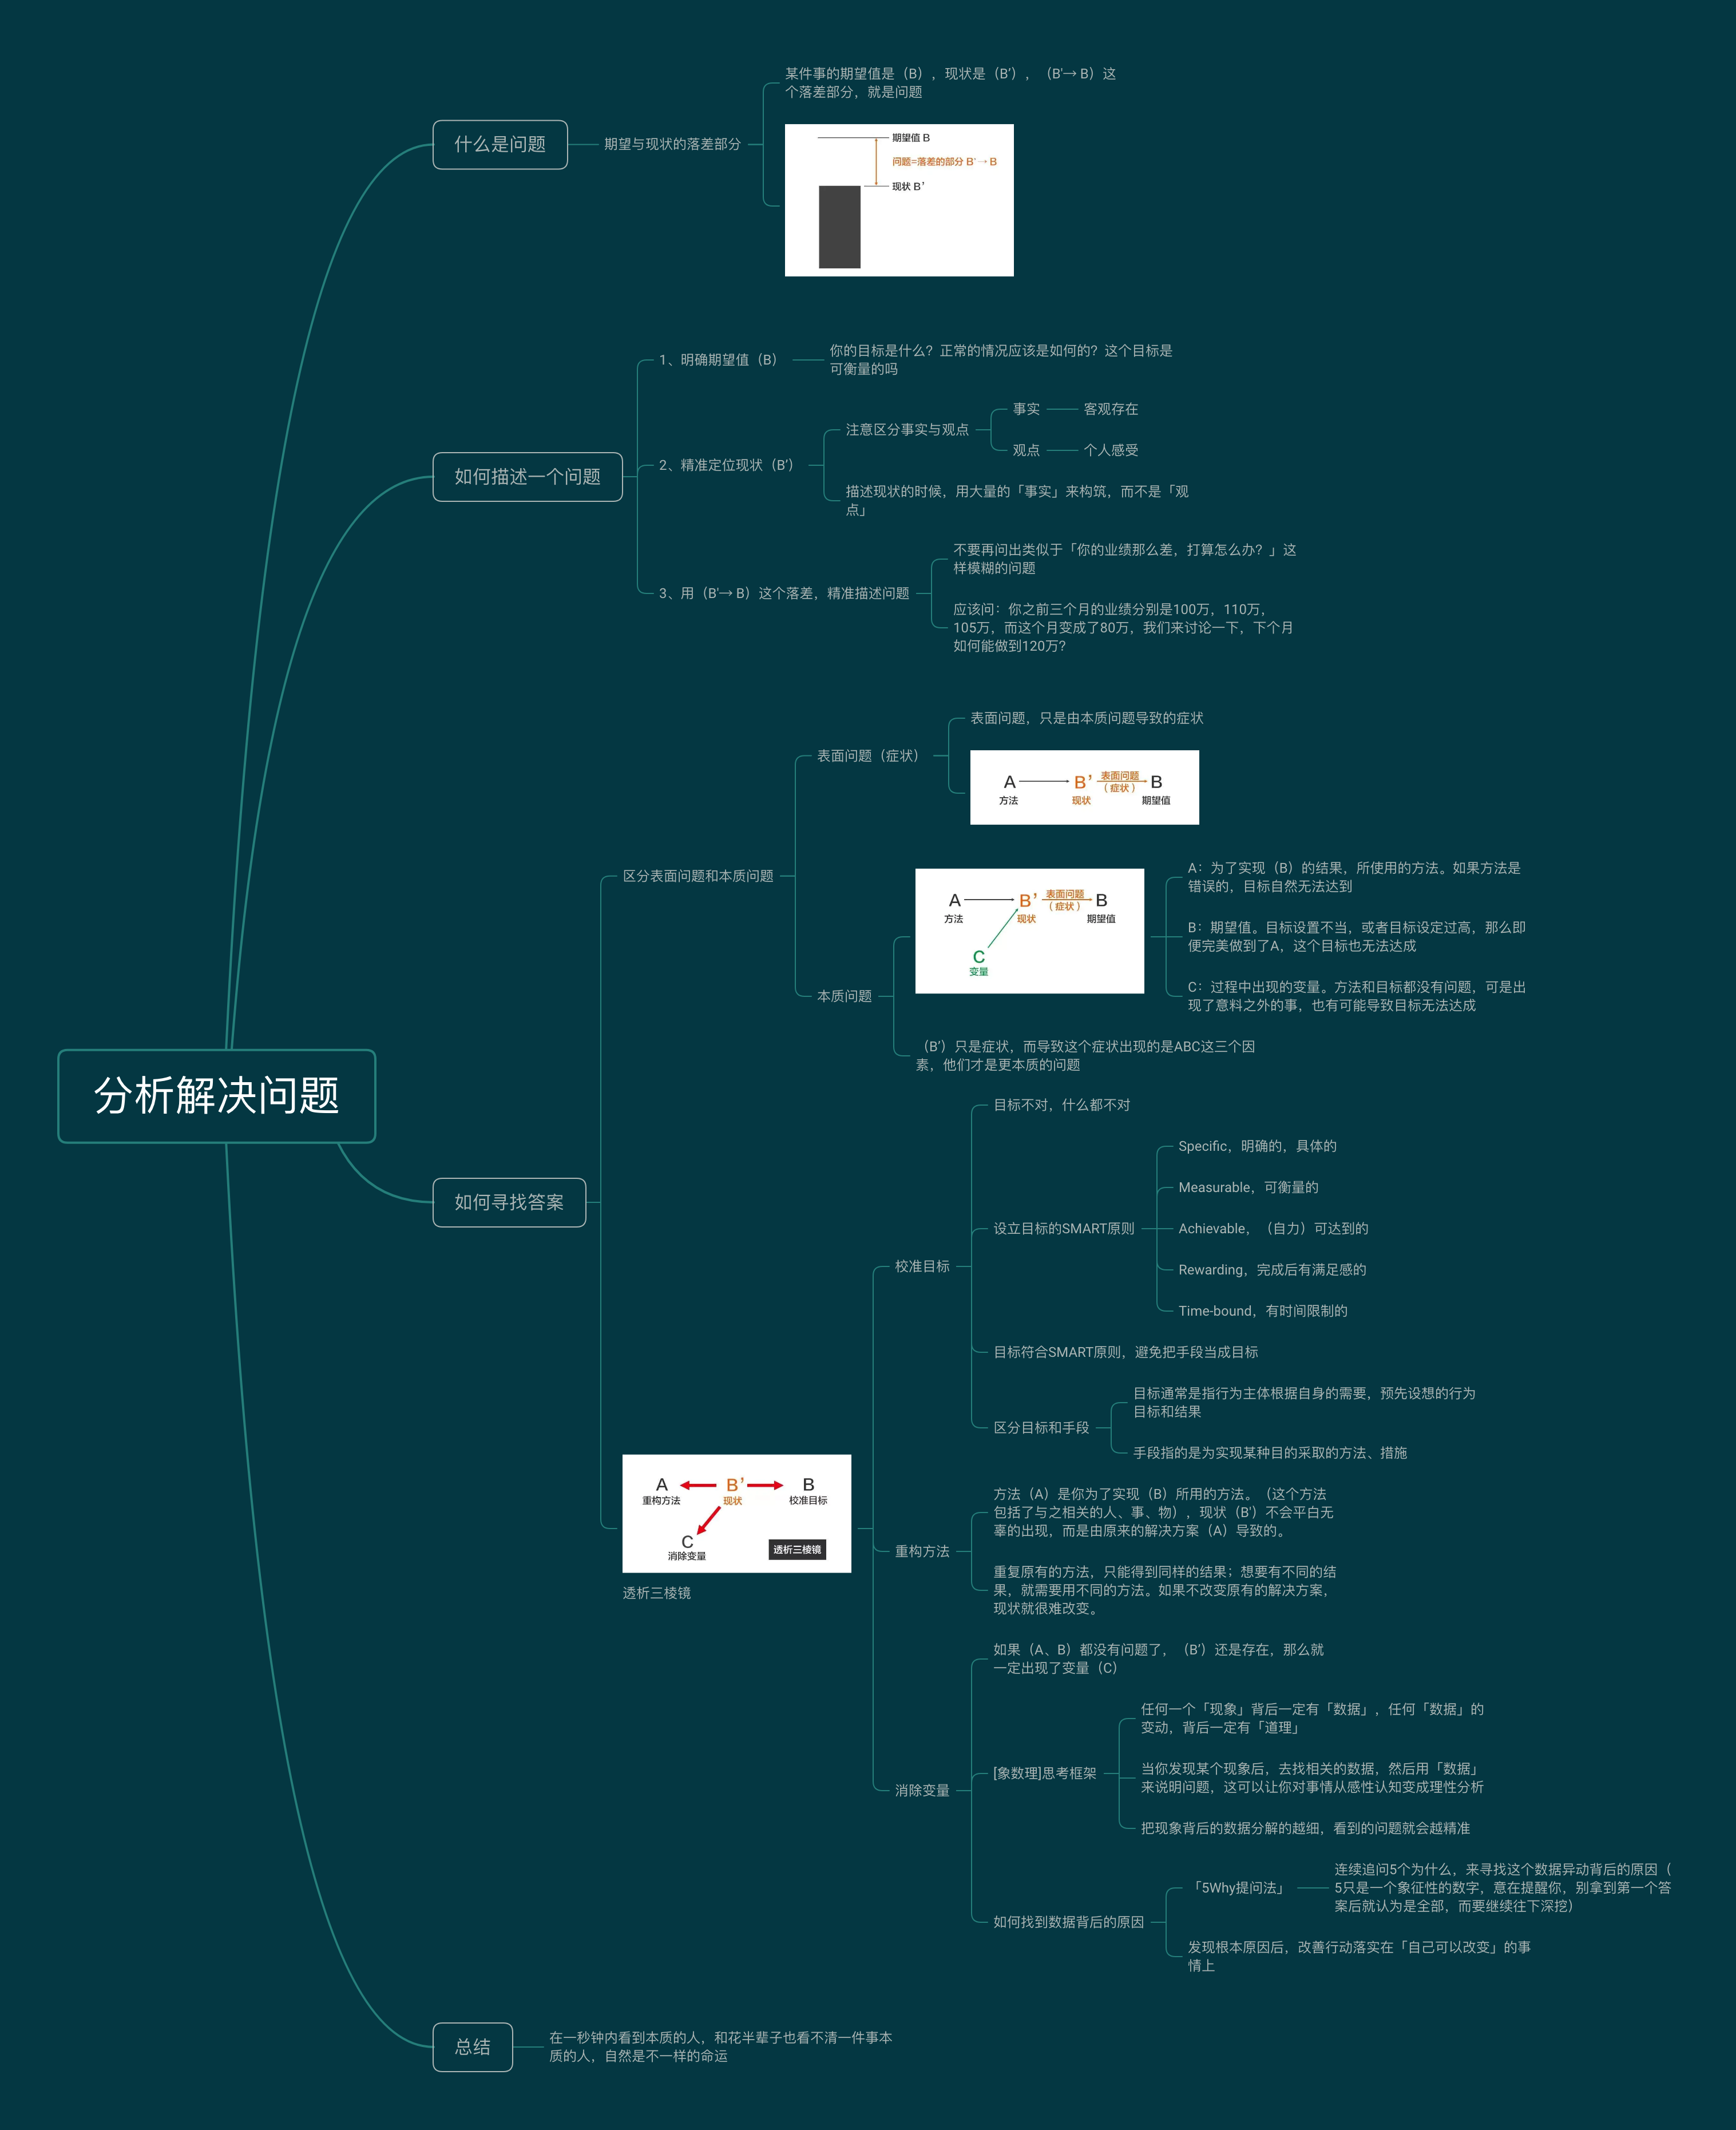 分析解决问题
什么是问题
期望与现状的落差部分
某件事的期望值是（B），现状是（B’），（B'→ B）这
个落差部分，就是问题
期望值 B
问题=落差的部分 B'→ B
现状 B’
如何描述一个问题
1、明确期望值（B）
你的目标是什么？正常的情况应该是如何的？这个目标是
可衡量的吗
2、精准定位现状（B’）
注意区分事实与观点
事实
客观存在
观点
个人感受
描述现状的时候，用大量的「事实」来构筑，而不是「观
点」
3、用（B'→ B）这个落差，精准描述问题
不要再问出类似于「你的业绩那么差，打算怎么办？」这
样模糊的问题
应该问：你之前三个月的业绩分别是100万，110万，
105万，而这个月变成了80万，我们来讨论一下，下个月
如何能做到120万？
如何寻找答案
区分表面问题和本质问题
表面问题（症状）
表面问题，只是由本质问题导致的症状
A
方法
B’
现状
表面问题
（症状）
B
期望值
本质问题
A
方法
B’
现状
表面问题
（症状）
B
期望值
C
变量
A：为了实现（B）的结果，所使用的方法。如果方法是
错误的，目标自然无法达到
B：期望值。目标设置不当，或者目标设定过高，那么即
便完美做到了A，这个目标也无法达成
C：过程中出现的变量。方法和目标都没有问题，可是出
现了意料之外的事，也有可能导致目标无法达成
（B’）只是症状，而导致这个症状出现的是ABC这三个因
素，他们才是更本质的问题
A
重构方法
B’
现状
B
校准目标
C
消除变量
透析三棱镜
透析三棱镜
校准目标
目标不对，什么都不对
设立目标的SMART原则
Specific，明确的，具体的
Measurable，可衡量的
Achievable，（自力）可达到的
Rewarding，完成后有满足感的
Time-bound，有时间限制的
目标符合SMART原则，避免把手段当成目标
区分目标和手段
目标通常是指行为主体根据自身的需要，预先设想的行为
目标和结果
手段指的是为实现某种目的采取的方法、措施
重构方法
方法（A）是你为了实现（B）所用的方法。（这个方法
包括了与之相关的人、事、物），现状（B'）不会平白无
辜的出现，而是由原来的解决方案（A）导致的。
重复原有的方法，只能得到同样的结果；想要有不同的结
果，就需要用不同的方法。如果不改变原有的解决方案，
现状就很难改变。
消除变量
如果（A、B）都没有问题了，（B’）还是存在，那么就
一定出现了变量（C）
[象数理]思考框架
任何一个「现象」背后一定有「数据」，任何「数据」的
变动，背后一定有「道理」
当你发现某个现象后，去找相关的数据，然后用「数据」
来说明问题，这可以让你对事情从感性认知变成理性分析
把现象背后的数据分解的越细，看到的问题就会越精准
如何找到数据背后的原因
「5Why提问法」
连续追问5个为什么，来寻找这个数据异动背后的原因（
5只是一个象征性的数字，意在提醒你，别拿到第一个答
案后就认为是全部，而要继续往下深挖）
发现根本原因后，改善行动落实在「自己可以改变」的事
情上
总结
在一秒钟内看到本质的人，和花半辈子也看不清一件事本
质的人，自然是不一样的命运